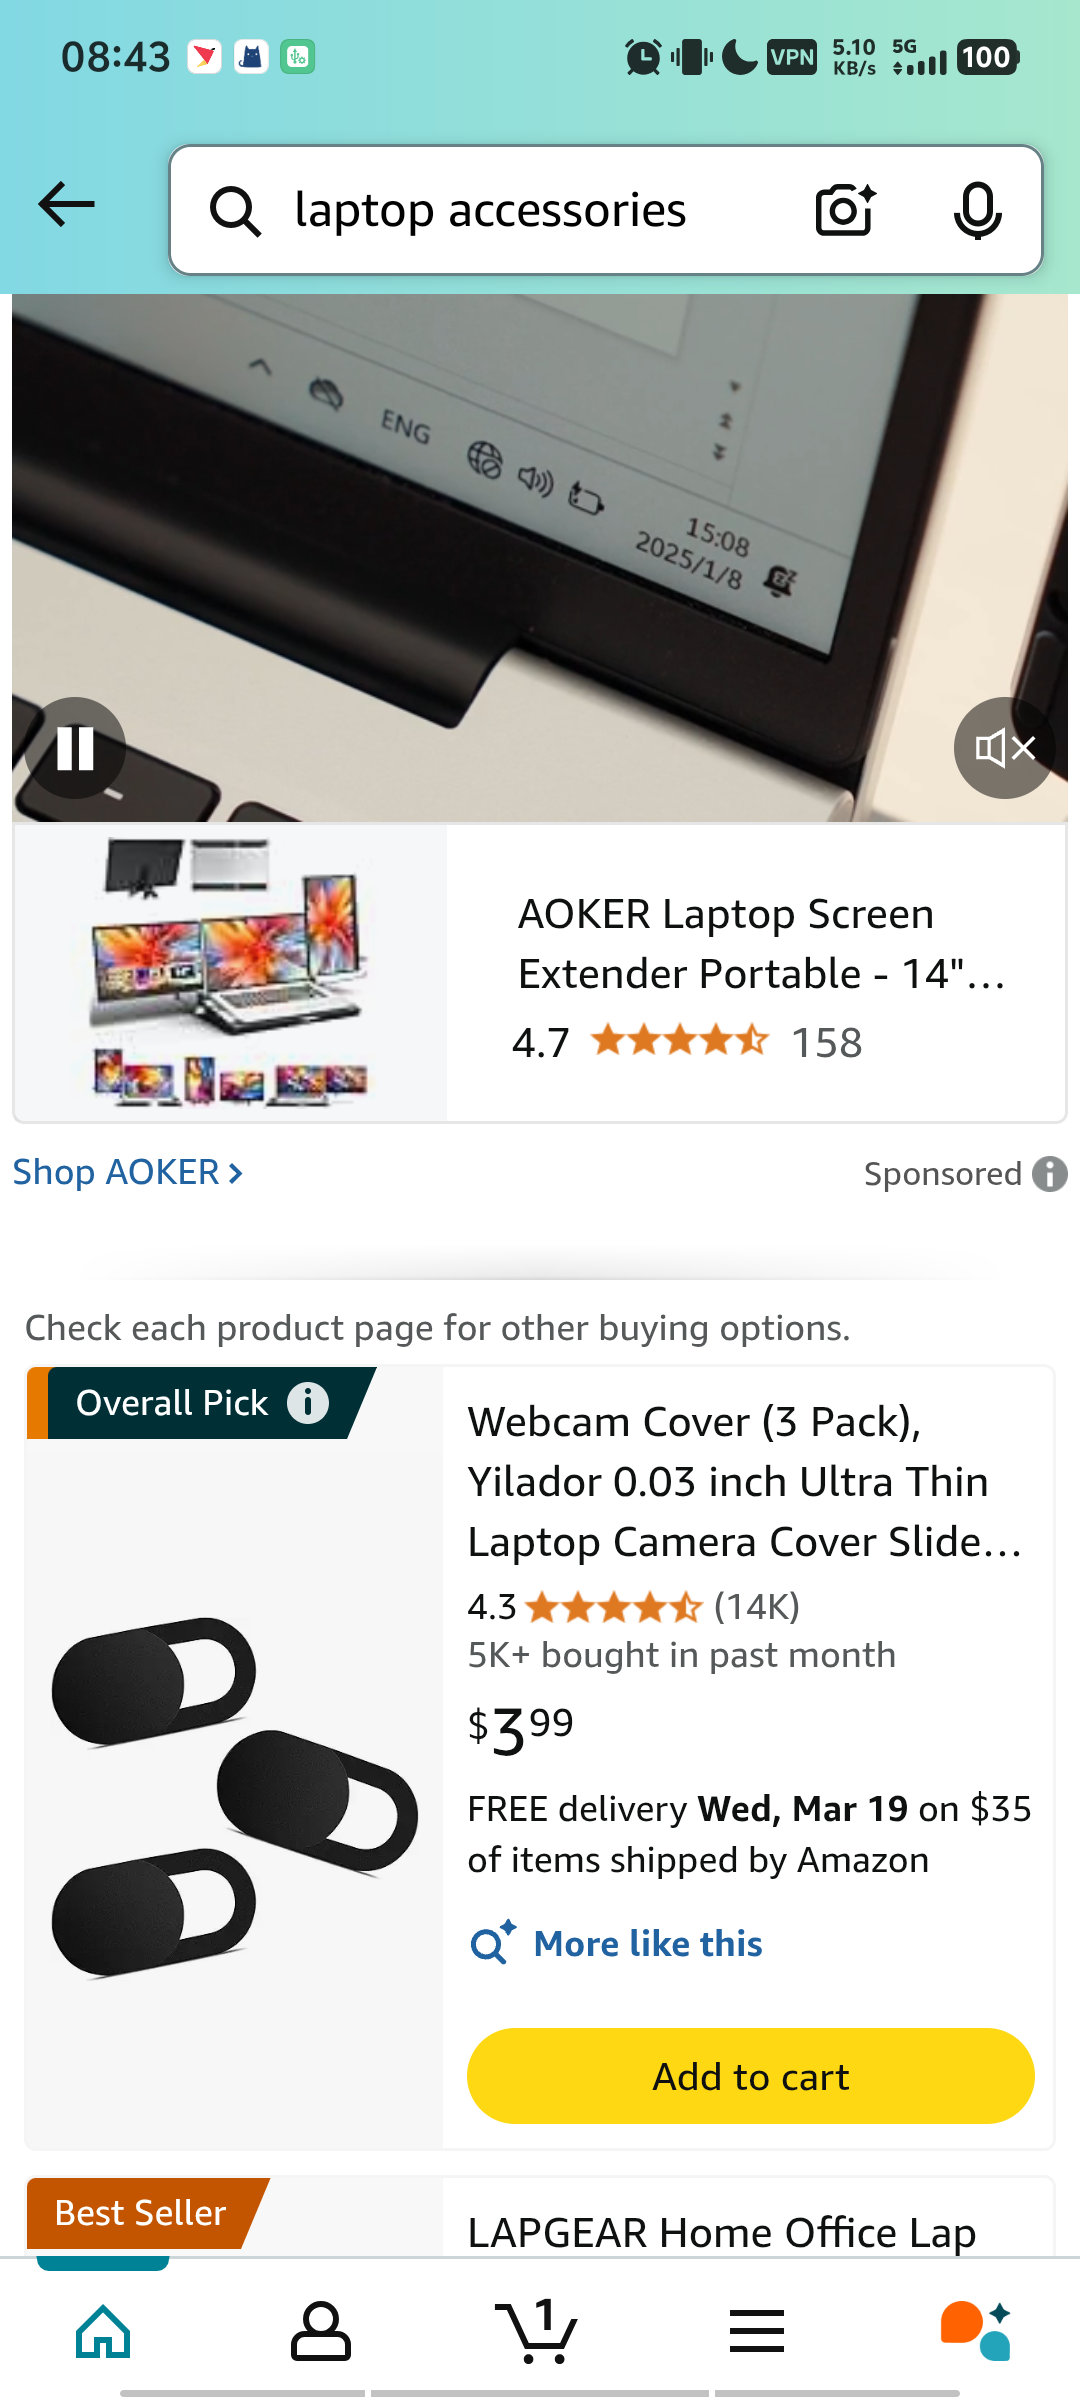 08:43
VPN
5.10
KB/s
5G
100
laptop accessories
ENG
15:08
2025/1/8
AOKER Laptop Screen
Extender Portable - 14"...
4.7
158
Shop AOKER
Sponsored
Check each product page for other buying options.
Overall Pick
Webcam Cover (3 Pack),
Yilador 0.03 inch Ultra Thin
Laptop Camera Cover Slide...
4.3
(14K)
5K+ bought in past month
$3 99
FREE delivery Wed, Mar 19 on $35
of items shipped by Amazon
More like this
Add to cart
Best Seller
LAPGEAR Home Office Lap
1